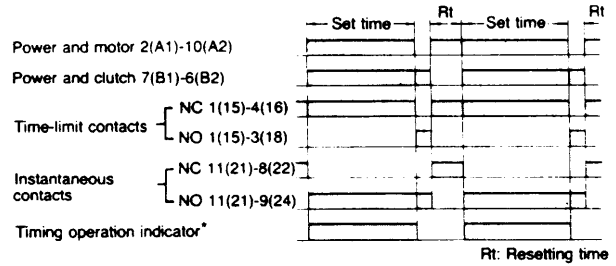 Rt Rt
Set time Set time
Power and motor 2(A1)-10(A2)
Power and clutch 7(B1)-6(B2)
NC 1(15)-4(16)
Time-limit contacts
NO 1(15)-3(18)
NC 11(21)-8(22)
Instantaneous
contacts
NO 11(21)-9(24)
Timing operation indicator*
Rt: Resetting time